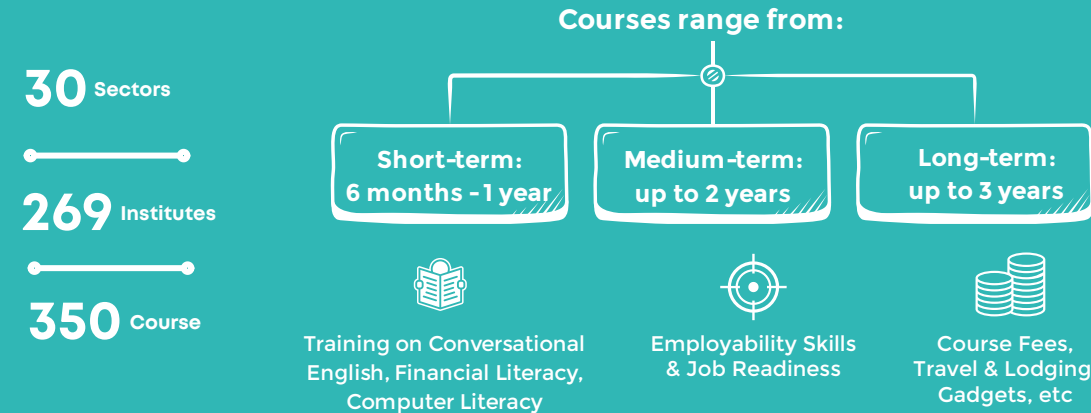 Courses range from:
30 Sectors
269 Institutes
350 Course
Short-term:
6 months - 1 year
Medium-term:
up to 2 years
Long-term:
up to 3 years
Training on Conversational
English, Financial Literacy,
Computer Literacy
Employability Skills
& Job Readiness
Course Fees,
Travel & Lodging
Gadgets, etc